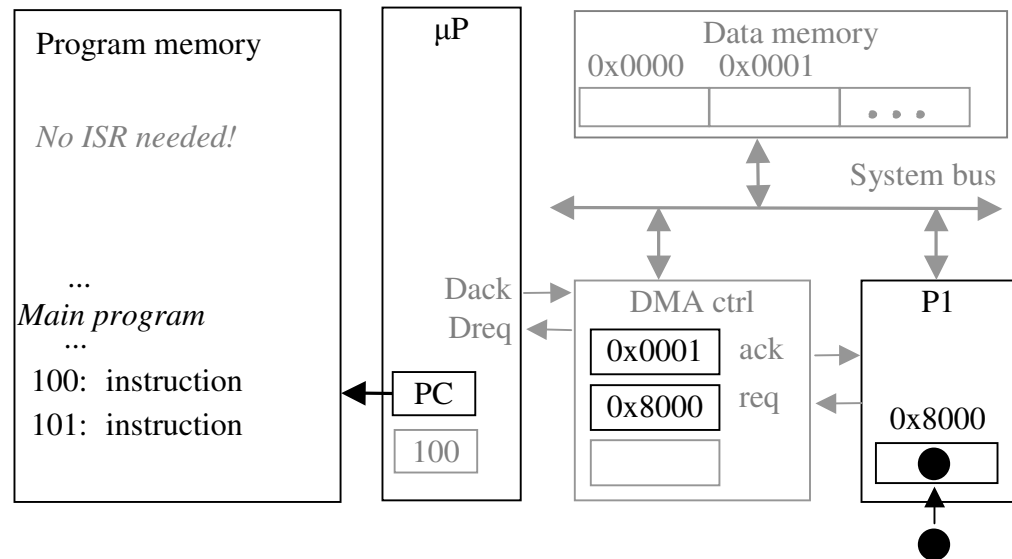 Program memory
No ISR needed!
...
Main program
...
100: instruction
101: instruction
μP
Dack
Dreq
PC
100
Data memory
0x0000 0x0001
...
System bus
DMA ctrl
0x0001
ack
0x8000
req
P1
0x8000